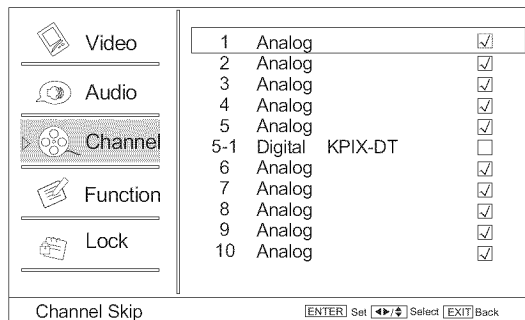 Video
Audio
Channel
Function
Lock
1 Analog
2 Analog
3 Analog
4 Analog
5 Analog
5-1 Digital KPIX-DT
6 Analog
7 Analog
8 Analog
9 Analog
10 Analog
Channel Skip
ENTER Set ◀▶/◆ Select EXIT Back